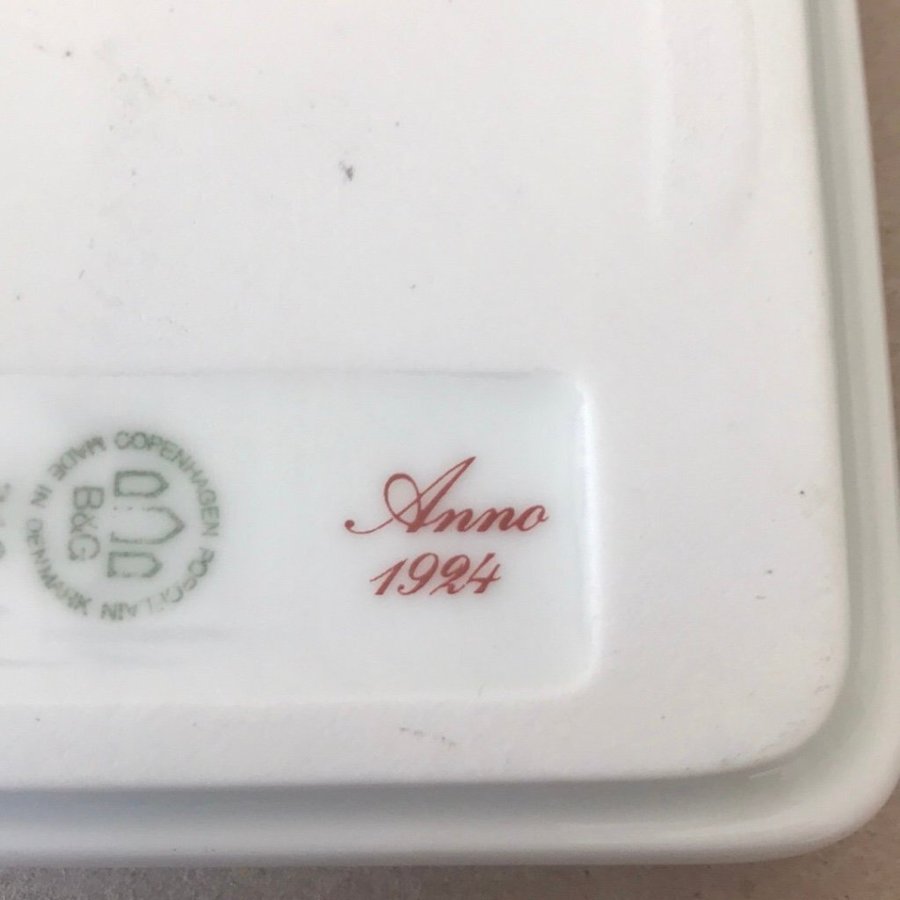 MADE IN DENMARK COPENHAGEN PORCELAIN
B&G
Anno
1924